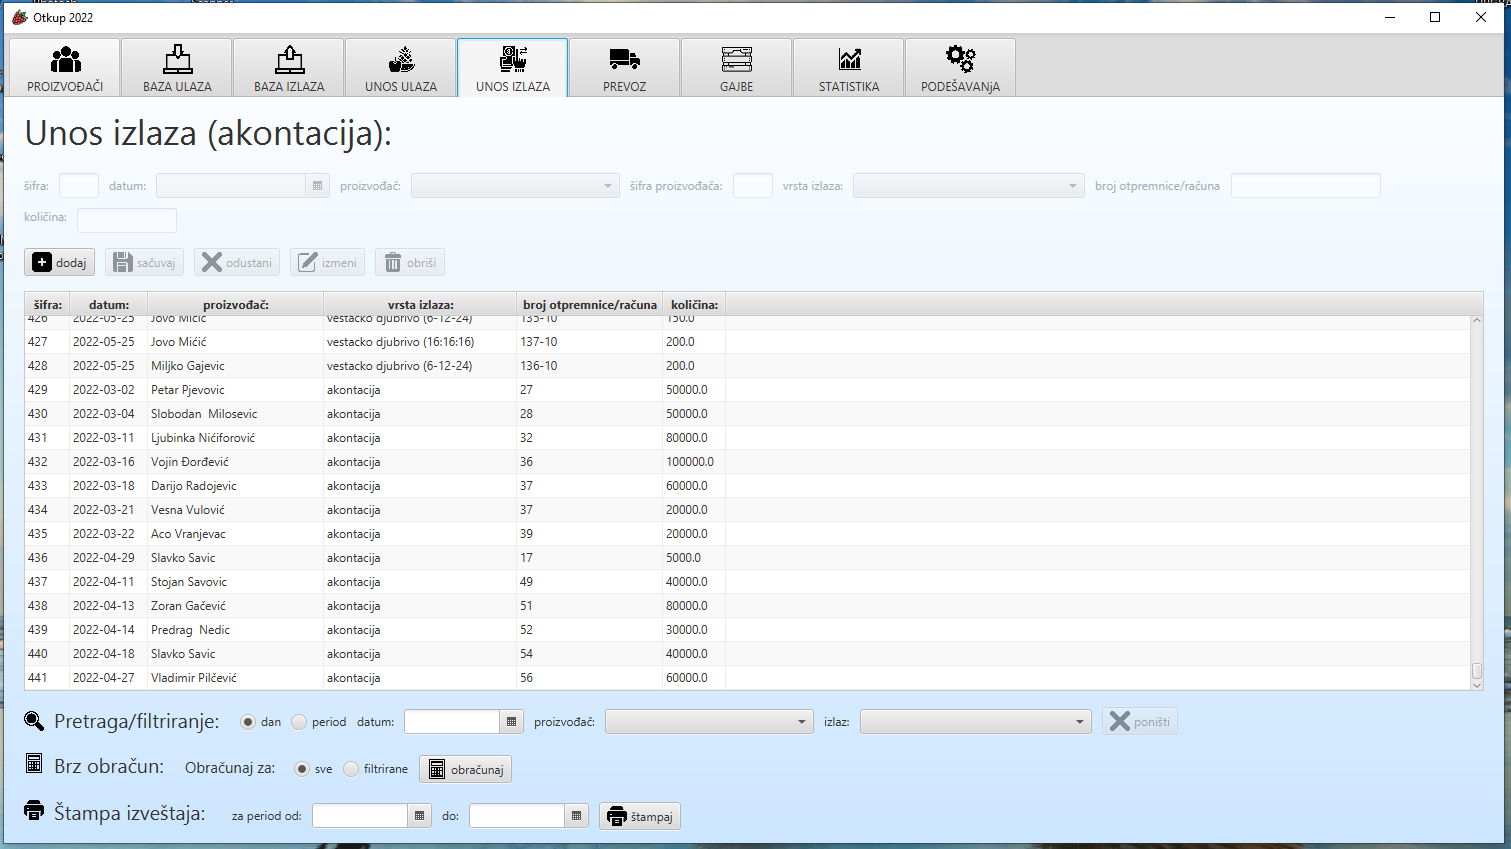 Otkup 2022
PROIZVOĐAČI BAZA ULAZA BAZA IZLAZA UNOS ULAZA UNOS IZLAZA PREVOZ GAJBE STATISTIKA PODEŠAVANjA
Unos izlaza (akontacija):
šifra: datum: proizvođač: šifra proizvođača: vrsta izlaza: broj otpremnice/računa
količina:
dodaj sačuvaj odustani izmeni obriši
šifra: datum: proizvođač: vrsta izlaza: broj otpremnice/računa količina:
426 2022-05-25 Jovo Mićić vestacko djubrivo (6-12-24) 135-10 150.0
427 2022-05-25 Jovo Mićić vestacko djubrivo (16:16:16) 137-10 200.0
428 2022-05-25 Miljko Gajevic vestacko djubrivo (6-12-24) 136-10 200.0
429 2022-03-02 Petar Pjevovic akontacija 27 50000.0
430 2022-03-04 Slobodan  Milosevic akontacija 28 50000.0
431 2022-03-11 Ljubinka Nićiforović akontacija 32 80000.0
432 2022-03-16 Vojin Đorđević akontacija 36 100000.0
433 2022-03-18 Darijo Radojevic akontacija 37 60000.0
434 2022-03-21 Vesna Vulović akontacija 37 20000.0
435 2022-03-22 Aco Vranjevac akontacija 39 20000.0
436 2022-04-29 Slavko Savic akontacija 17 5000.0
437 2022-04-11 Stojan Savovic akontacija 49 40000.0
438 2022-04-13 Zoran Gačević akontacija 51 80000.0
439 2022-04-14 Predrag  Nedic akontacija 52 30000.0
440 2022-04-18 Slavko Savic akontacija 54 40000.0
441 2022-04-27 Vladimir Pilčević akontacija 56 60000.0
Pretraga/filtriranje: dan period datum: proizvođač: izlaz: poništi
Brz obračun: Obračunaj za: sve filtrirane obračunaj
Štampa izveštaja: za period od: do: štampaj